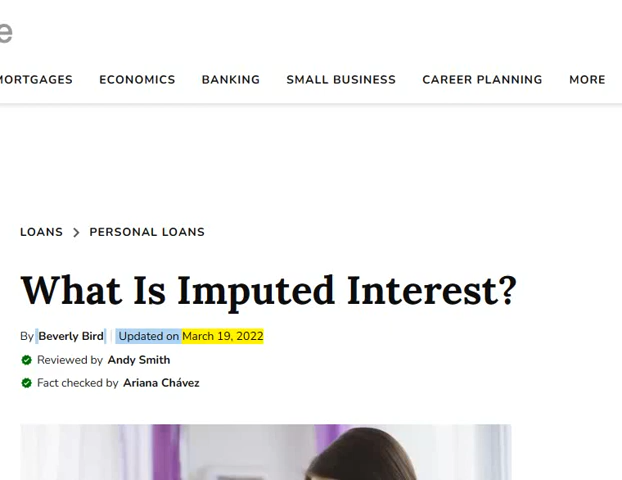 e
MORTGAGES ECONOMICS BANKING SMALL BUSINESS CAREER PLANNING MORE
LOANS > PERSONAL LOANS
What Is Imputed Interest?
By Beverly Bird | Updated on March 19, 2022
Reviewed by Andy Smith
Fact checked by Ariana Chávez